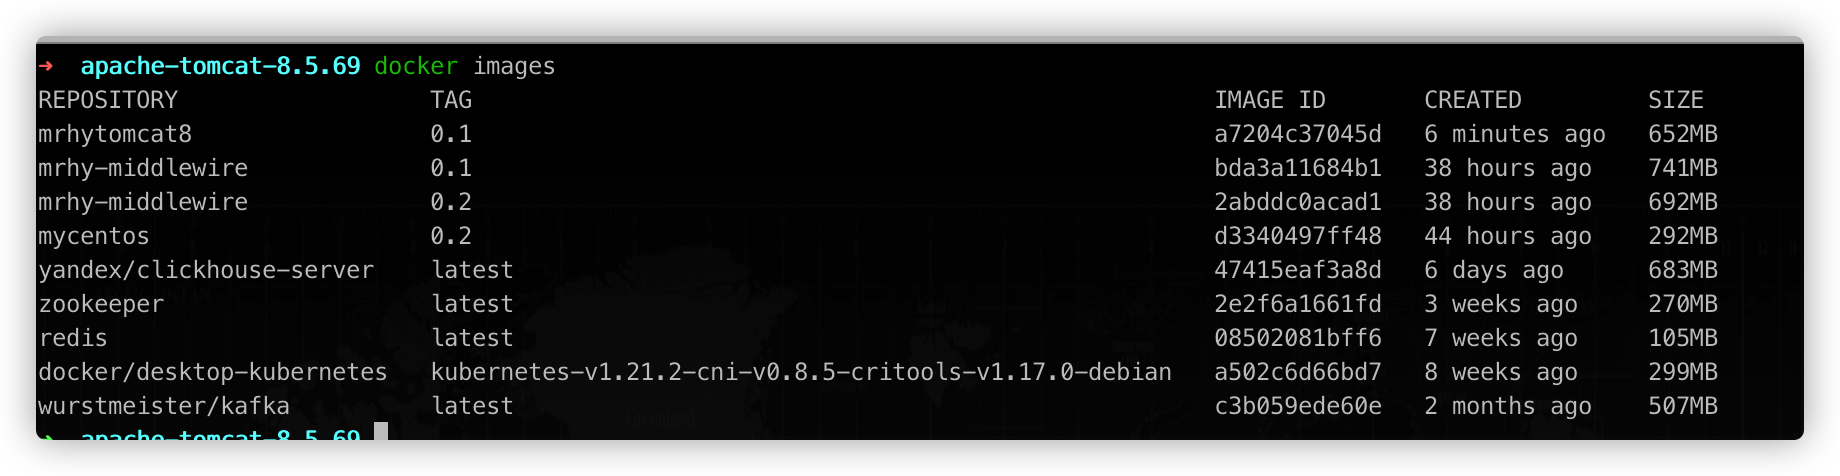 ➜ apache-tomcat-8.5.69 docker images
REPOSITORY TAG IMAGE ID CREATED SIZE
mrhytomcat8 0.1 a7204c37045d 6 minutes ago 652MB
mrhy-middlewire 0.1 bda3a11684b1 38 hours ago 741MB
mrhy-middlewire 0.2 2abddc0acad1 38 hours ago 692MB
mycentos 0.2 d3340497ff48 44 hours ago 292MB
yandex/clickhouse-server latest 47415eaf3a8d 6 days ago 683MB
zookeeper latest 2e2f6a1661fd 3 weeks ago 270MB
redis latest 08502081bff6 7 weeks ago 105MB
docker/desktop-kubernetes kubernetes-v1.21.2-cni-v0.8.5-critools-v1.17.0-debian a502c6d66bd7 8 weeks ago 299MB
wurstmeister/kafka latest c3b059ede60e 2 months ago 507MB
➜ apache-tomcat-8.5.69